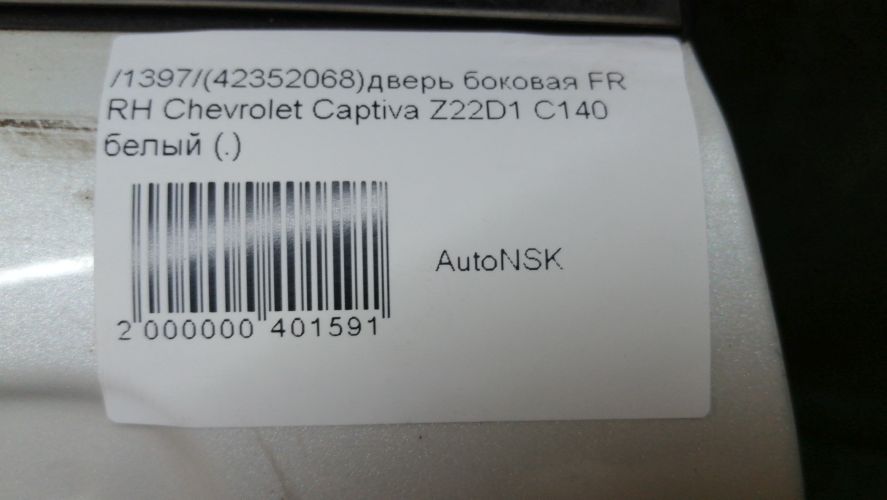 /1397/(42352068)дверь боковая FR
RH Chevrolet Captiva Z22D1 C140
белый (.)
AutoNSK
2 000000 401591